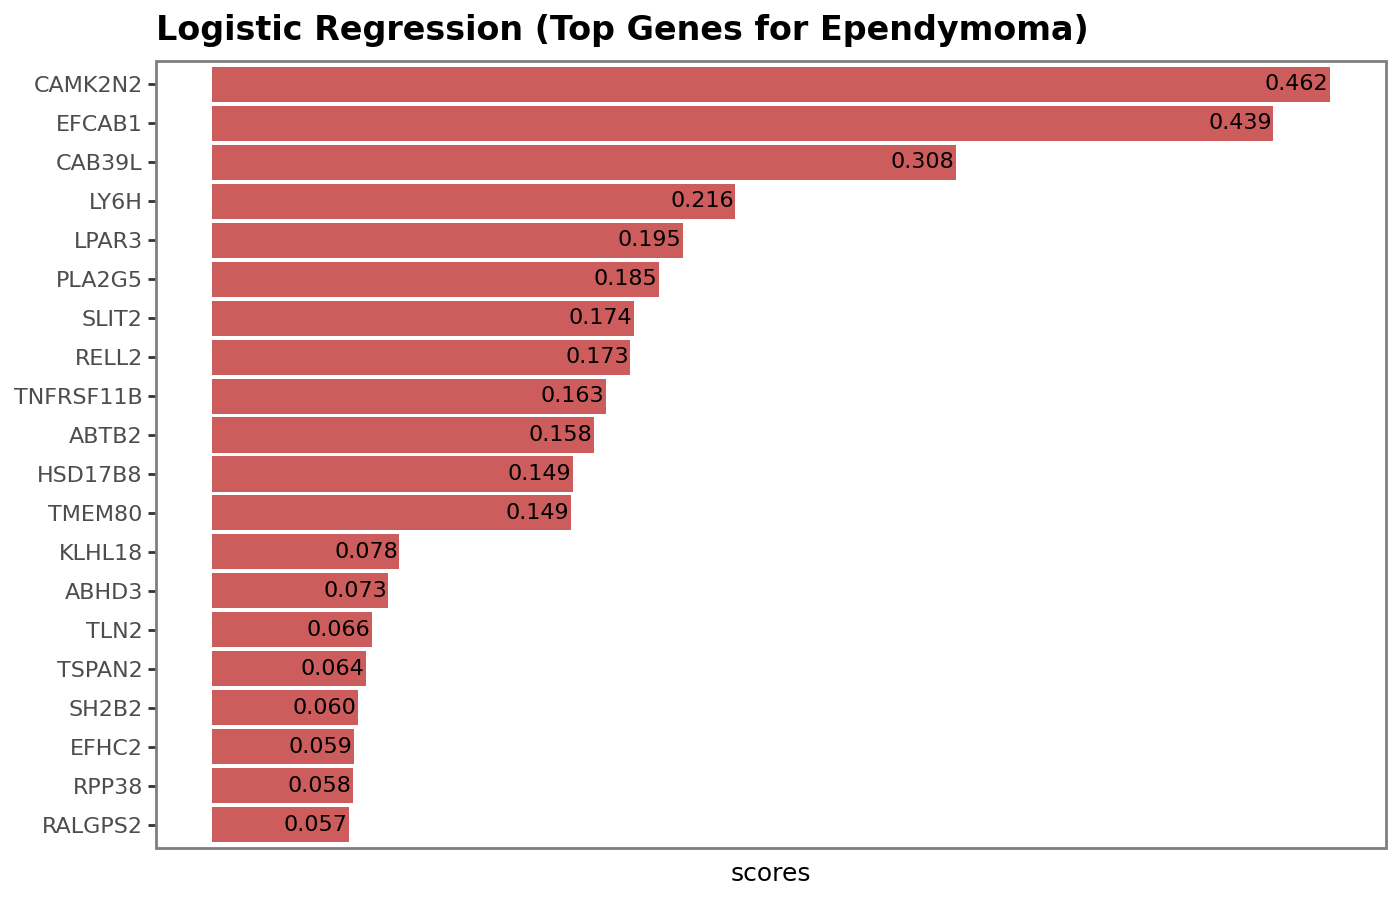 Logistic Regression (Top Genes for Ependymoma)
CAMK2N2 0.462
EFCAB1 0.439
CAB39L 0.308
LY6H 0.216
LPAR3 0.195
PLA2G5 0.185
SLIT2 0.174
RELL2 0.173
TNFRSF11B 0.163
ABTB2 0.158
HSD17B8 0.149
TMEM80 0.149
KLHL18 0.078
ABHD3 0.073
TLN2 0.066
TSPAN2 0.064
SH2B2 0.060
EFHC2 0.059
RPP38 0.058
RALGPS2 0.057
scores